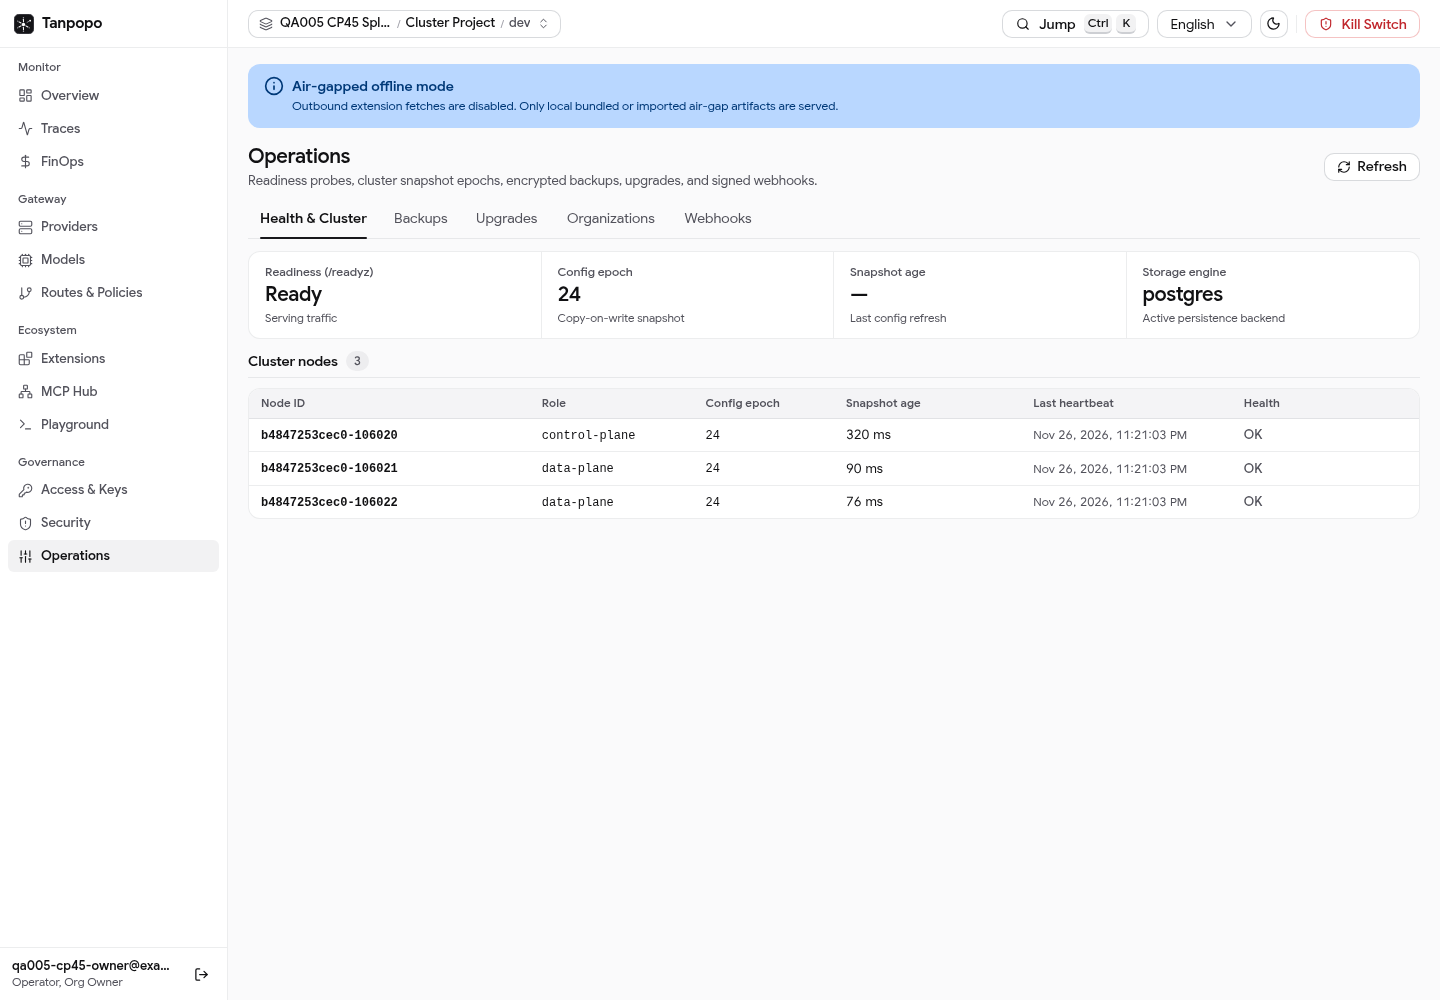 Tanpopo
QA005 CP45 Spl... / Cluster Project / dev
Jump Ctrl K
English
Kill Switch
Monitor
Overview
Traces
FinOps
Gateway
Providers
Models
Routes & Policies
Ecosystem
Extensions
MCP Hub
Playground
Governance
Access & Keys
Security
Operations
qa005-cp45-owner@exa...
Operator, Org Owner
Air-gapped offline mode
Outbound extension fetches are disabled. Only local bundled or imported air-gap artifacts are served.
Operations
Readiness probes, cluster snapshot epochs, encrypted backups, upgrades, and signed webhooks.
Refresh
Health & Cluster Backups Upgrades Organizations Webhooks
Readiness (/readyz)
Ready
Serving traffic
Config epoch
24
Copy-on-write snapshot
Snapshot age
—
Last config refresh
Storage engine
postgres
Active persistence backend
Cluster nodes 3
Node ID Role Config epoch Snapshot age Last heartbeat Health
b4847253cec0-106020 control-plane 24 320 ms Nov 26, 2026, 11:21:03 PM OK
b4847253cec0-106021 data-plane 24 90 ms Nov 26, 2026, 11:21:03 PM OK
b4847253cec0-106022 data-plane 24 76 ms Nov 26, 2026, 11:21:03 PM OK